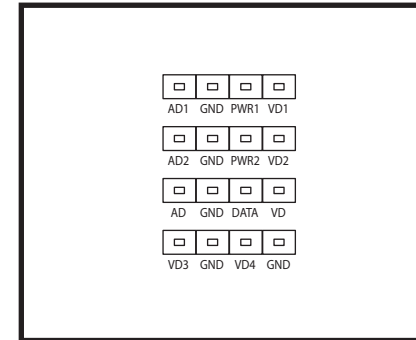 AD1 GND PWR1 VD1
AD2 GND PWR2 VD2
AD GND DATA VD
VD3 GND VD4 GND